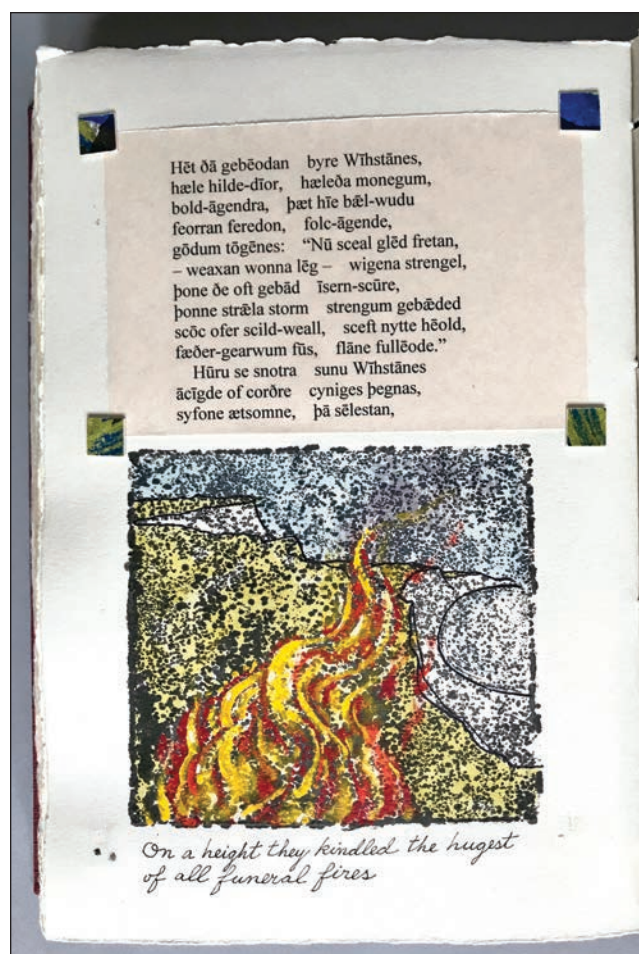 Hēt ðā gebēodan byre Wīhstānes,
hæle hilde-dīor, hæleða monegum,
bold-āgendra, þæt hīe bǣl-wudu
feorran feredon, folc-āgende,
gōdum tōgēnes: “Nū sceal glēd fretan,
– weaxan wonna lēg – wigena strengel,
þone ðe oft gebād īsern-scūre,
þonne strǣla storm strengum gebǣded
scōc ofer scild-weall, sceft nytte hēold,
fæðer-gearwum fūs, flāne fullēode.”
Hūru se snotra sunu Wīhstānes
ācīgde of corðre cyniges þegnas,
syfone ætsomne, þā sēlestan,
On a height they kindled the hugest
of all funeral fires